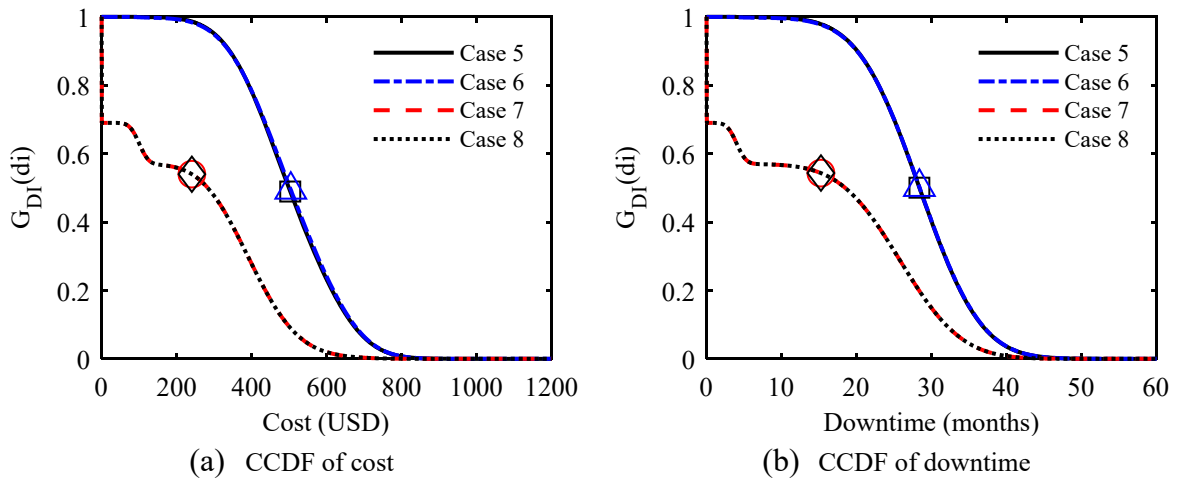 1
0.8
0.6
0.4
0.2
0
G_DI(di)
Case 5
Case 6
Case 7
Case 8
0 200 400 600 800 1000 1200
Cost (USD)
(a) CCDF of cost
1
0.8
0.6
0.4
0.2
0
G_DI(di)
Case 5
Case 6
Case 7
Case 8
0 10 20 30 40 50 60
Downtime (months)
(b) CCDF of downtime